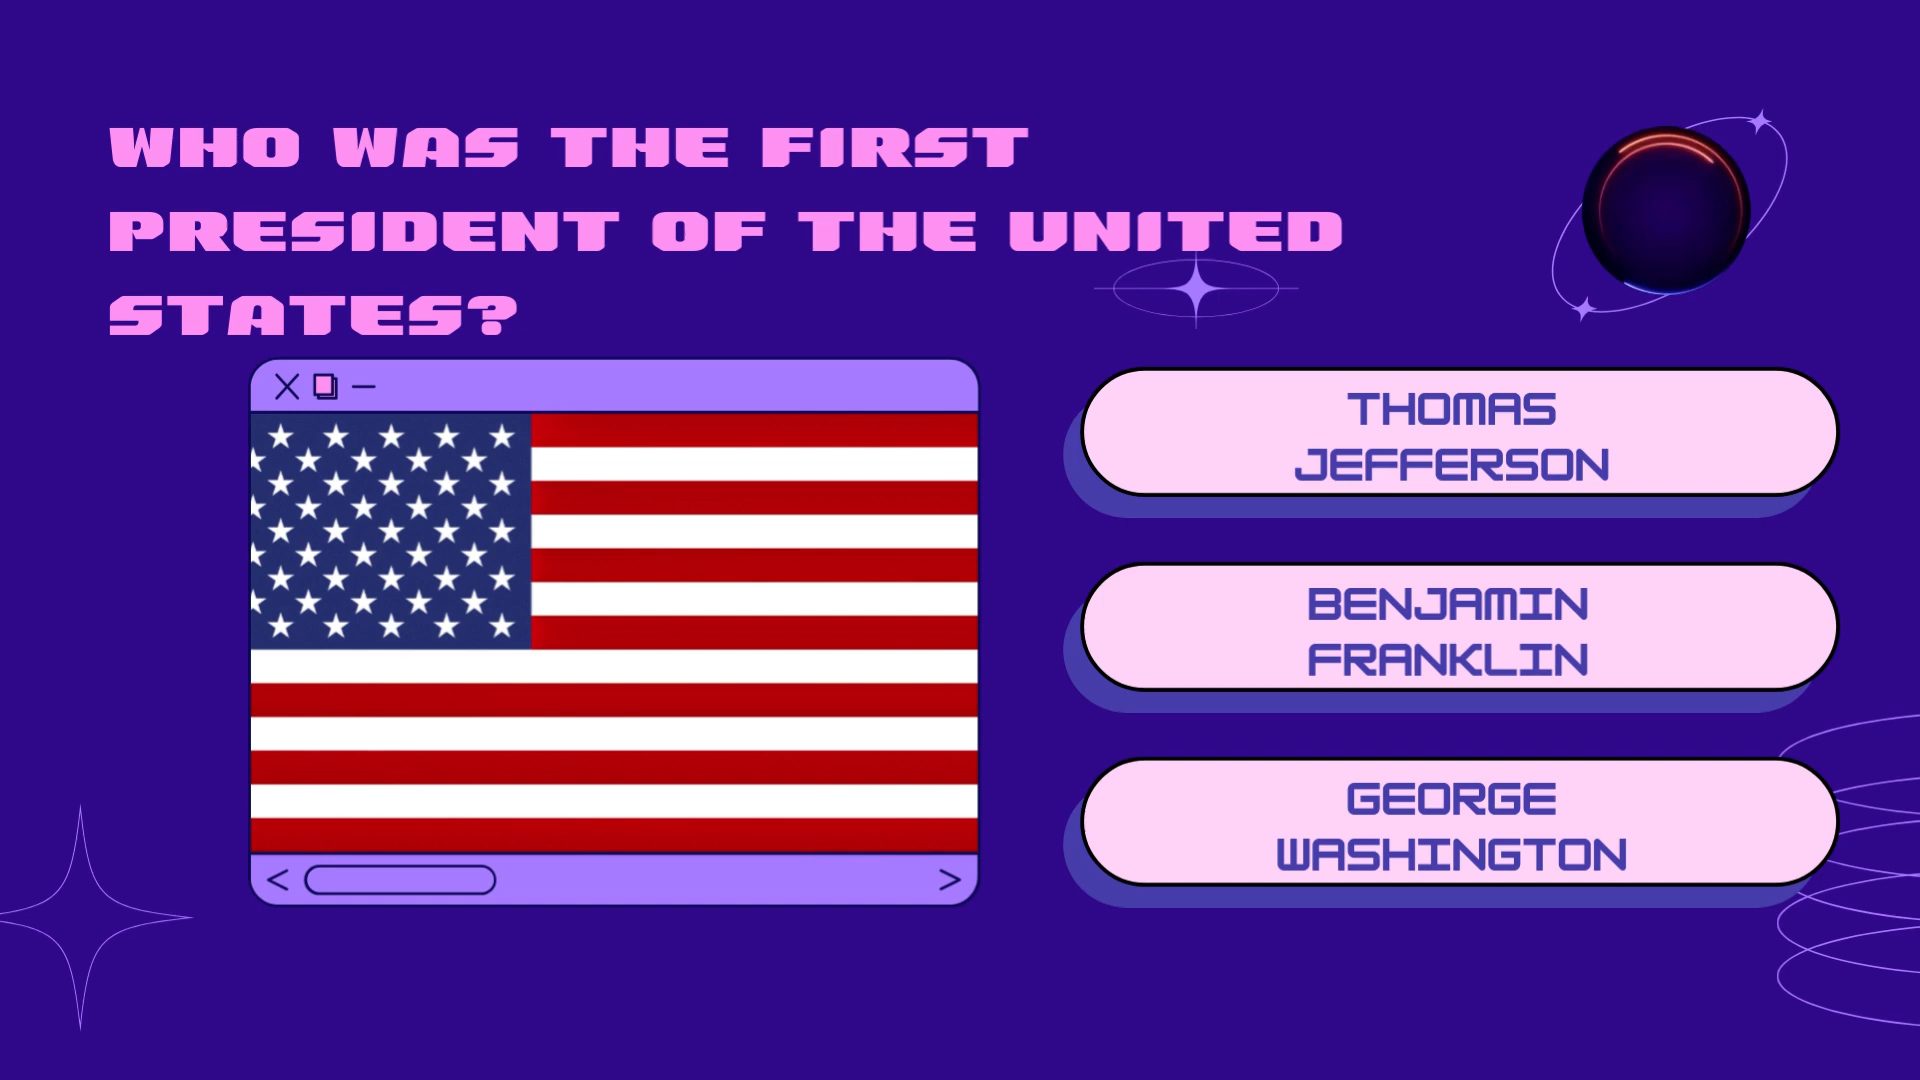 WHO WAS THE FIRST
PRESIDENT OF THE UNITED
STATES?
THOMAS
JEFFERSON
BENJAMIN
FRANKLIN
GEORGE
WASHINGTON